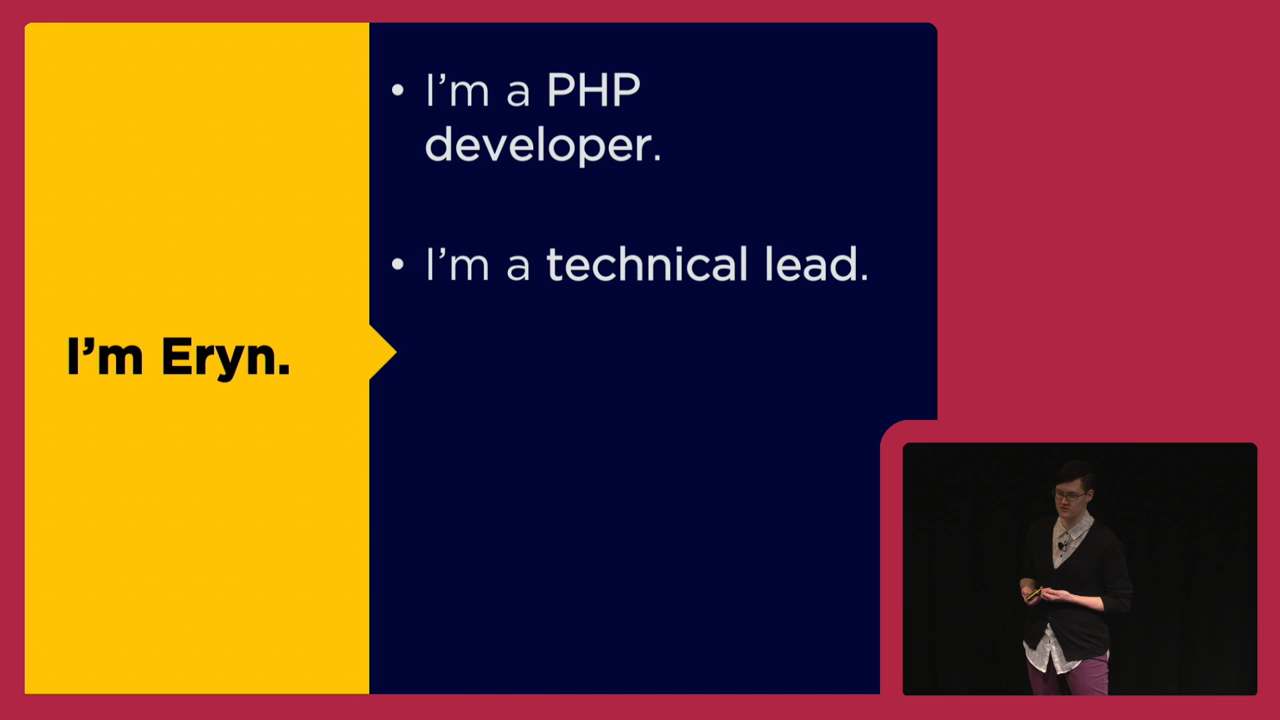 I’m Eryn.
• I’m a PHP
developer.
• I’m a technical lead.